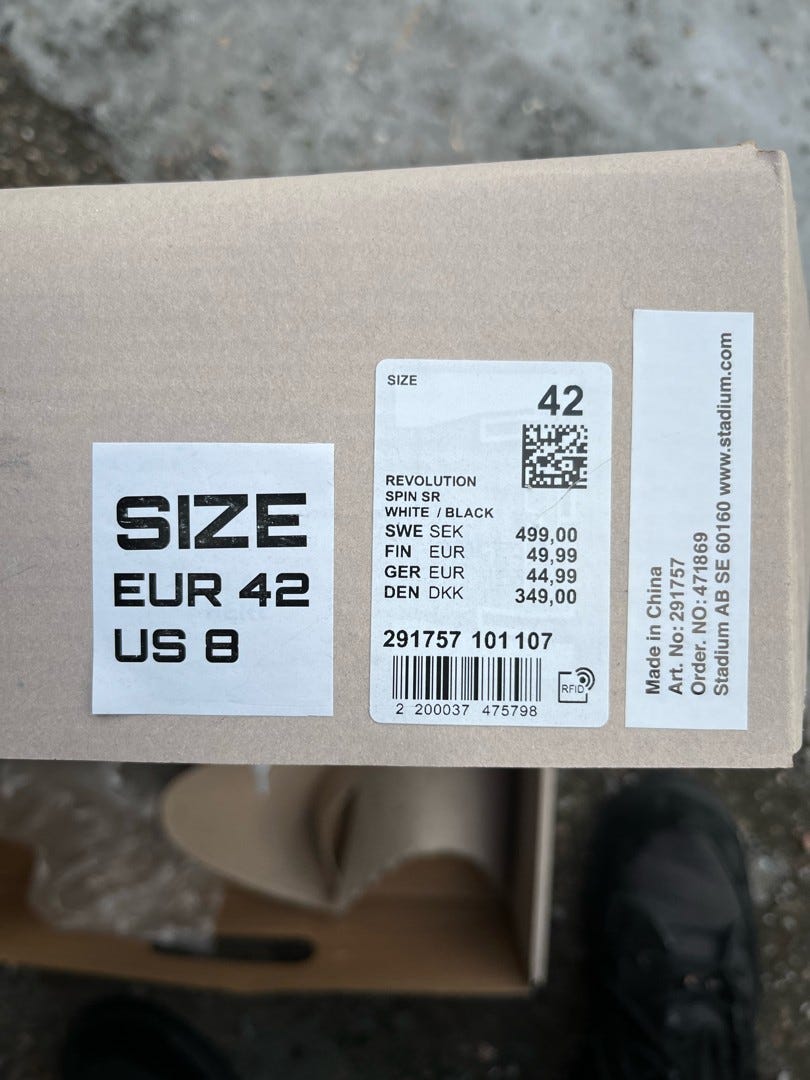 SIZE
EUR 42
US 8
SIZE
42
REVOLUTION
SPIN SR
WHITE / BLACK
SWE SEK 499,00
FIN EUR 49,99
GER EUR 44,99
DEN DKK 349,00
291757 101107
RFID
2 200037 475798
Made in China
Art. No: 291757
Order. NO: 471869
Stadium AB SE 60160 www.stadium.com